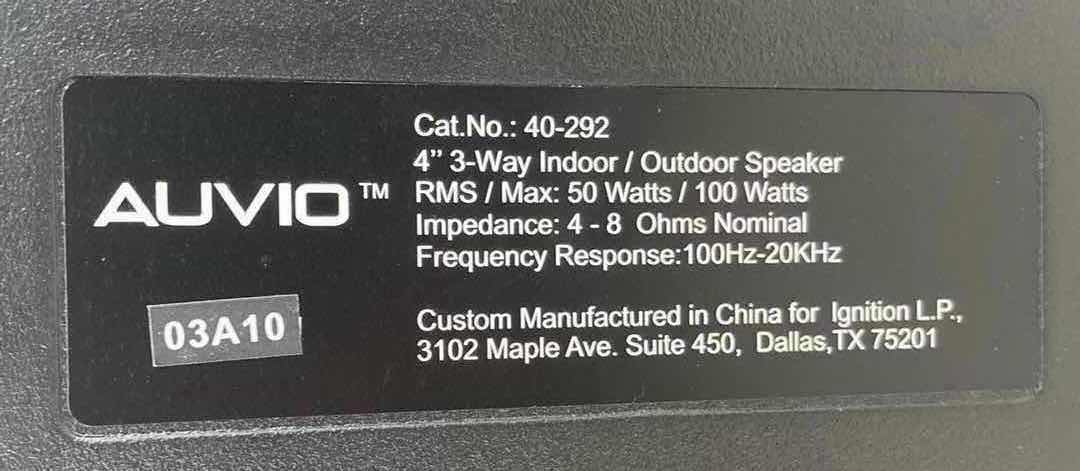 AUVIO™
Cat.No.: 40-292
4” 3-Way Indoor / Outdoor Speaker
RMS / Max: 50 Watts / 100 Watts
Impedance: 4 - 8 Ohms Nominal
Frequency Response:100Hz-20KHz
03A10
Custom Manufactured in China for Ignition L.P.,
3102 Maple Ave. Suite 450, Dallas,TX 75201